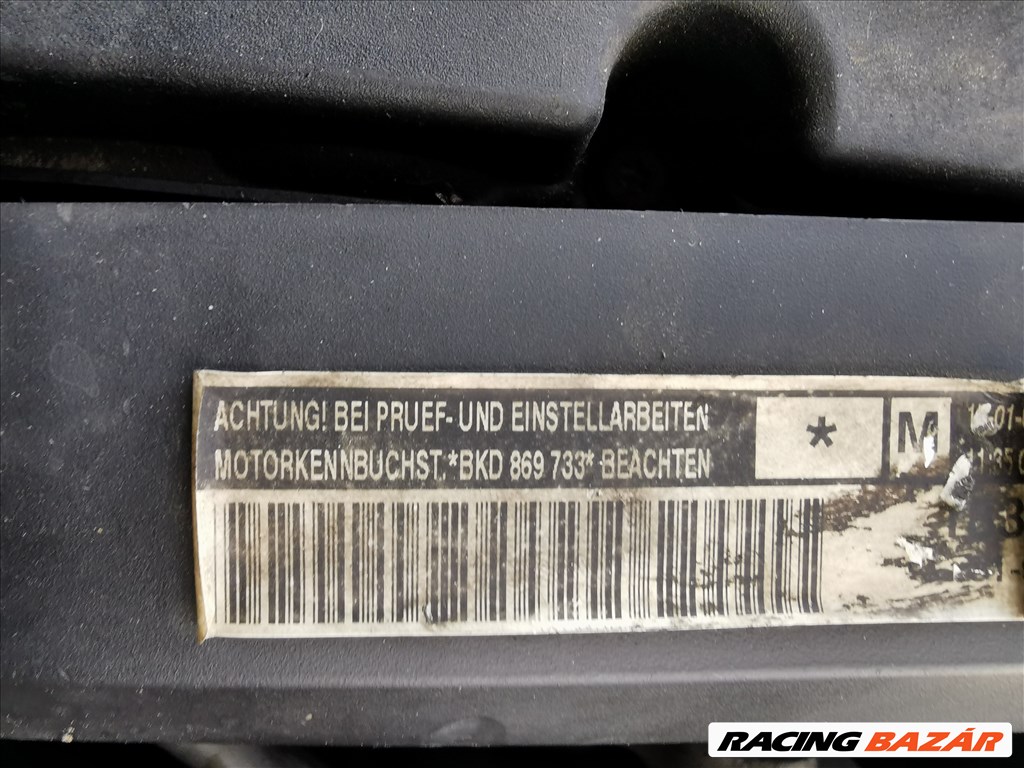 ACHTUNG! BEI PRUEF- UND EINSTELLARBEITEN
MOTORKENNBUCHST.*BKD 869 733* BEACHTEN
*
M
RACING BAZÁR